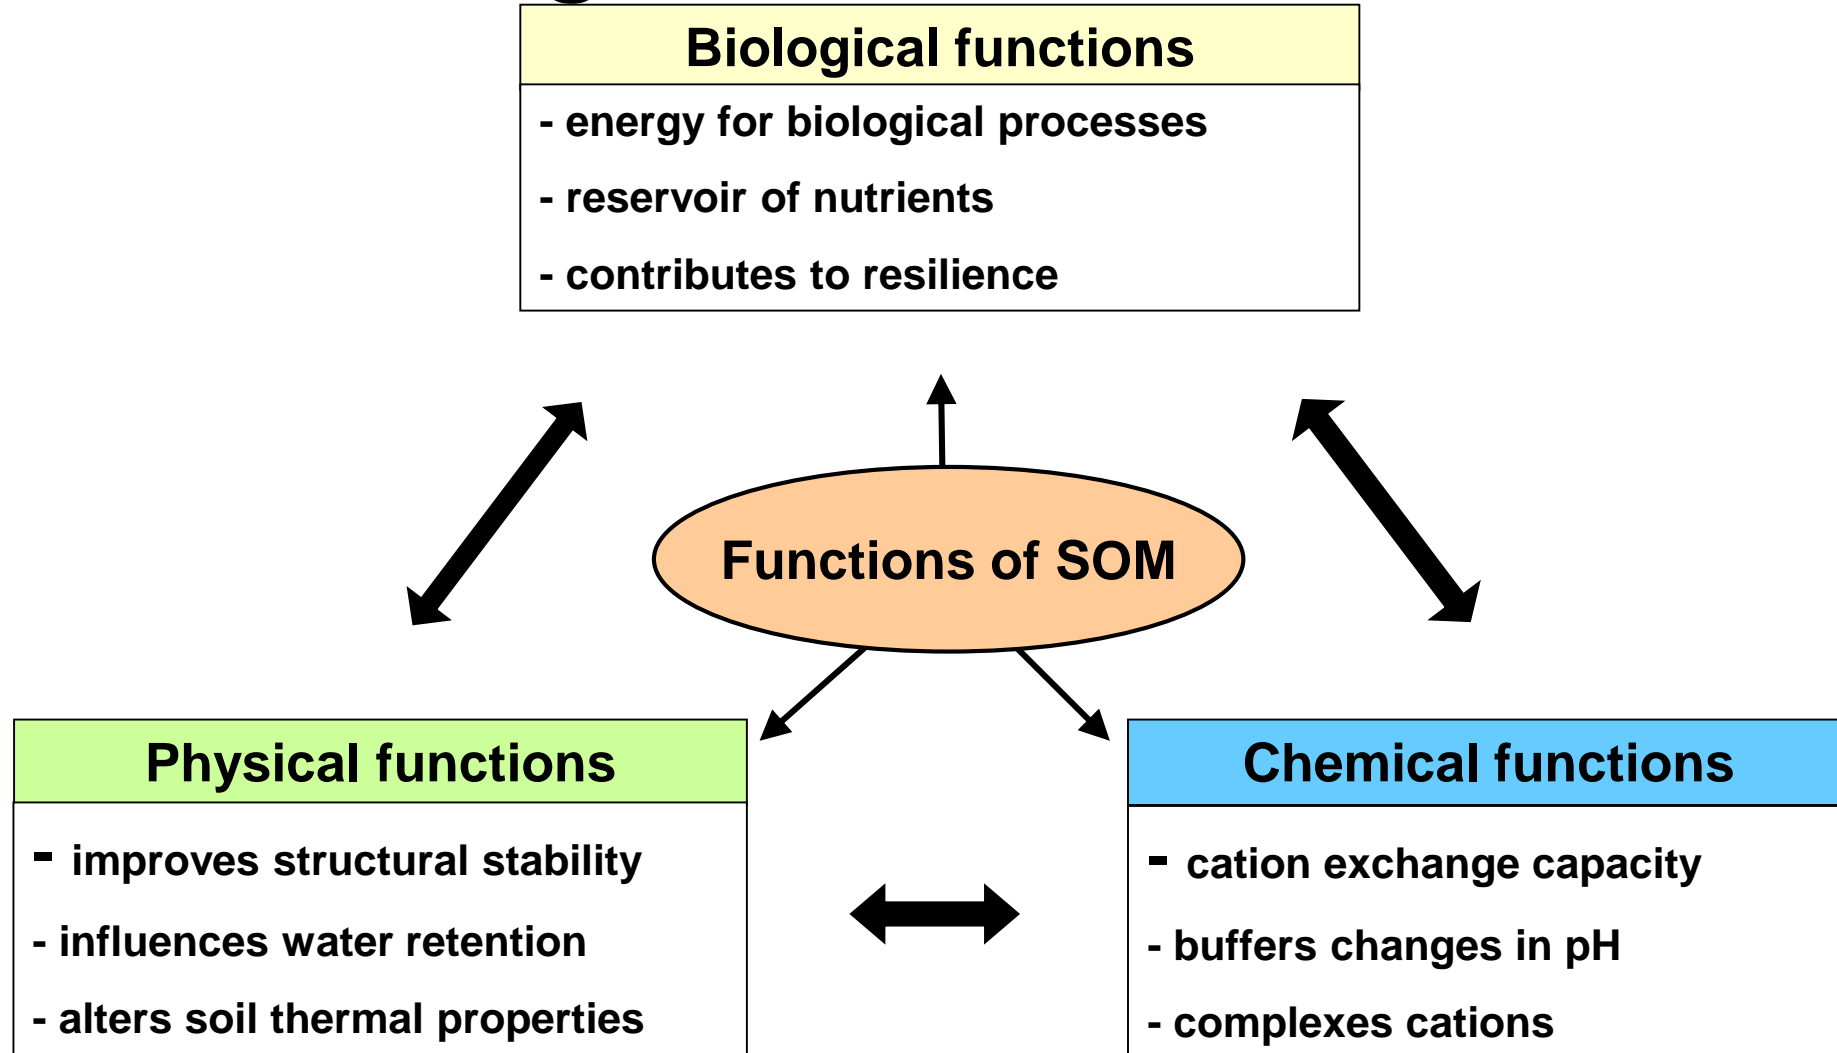 Biological functions
- energy for biological processes
- reservoir of nutrients
- contributes to resilience
Functions of SOM
Physical functions
- improves structural stability
- influences water retention
- alters soil thermal properties
Chemical functions
- cation exchange capacity
- buffers changes in pH
- complexes cations